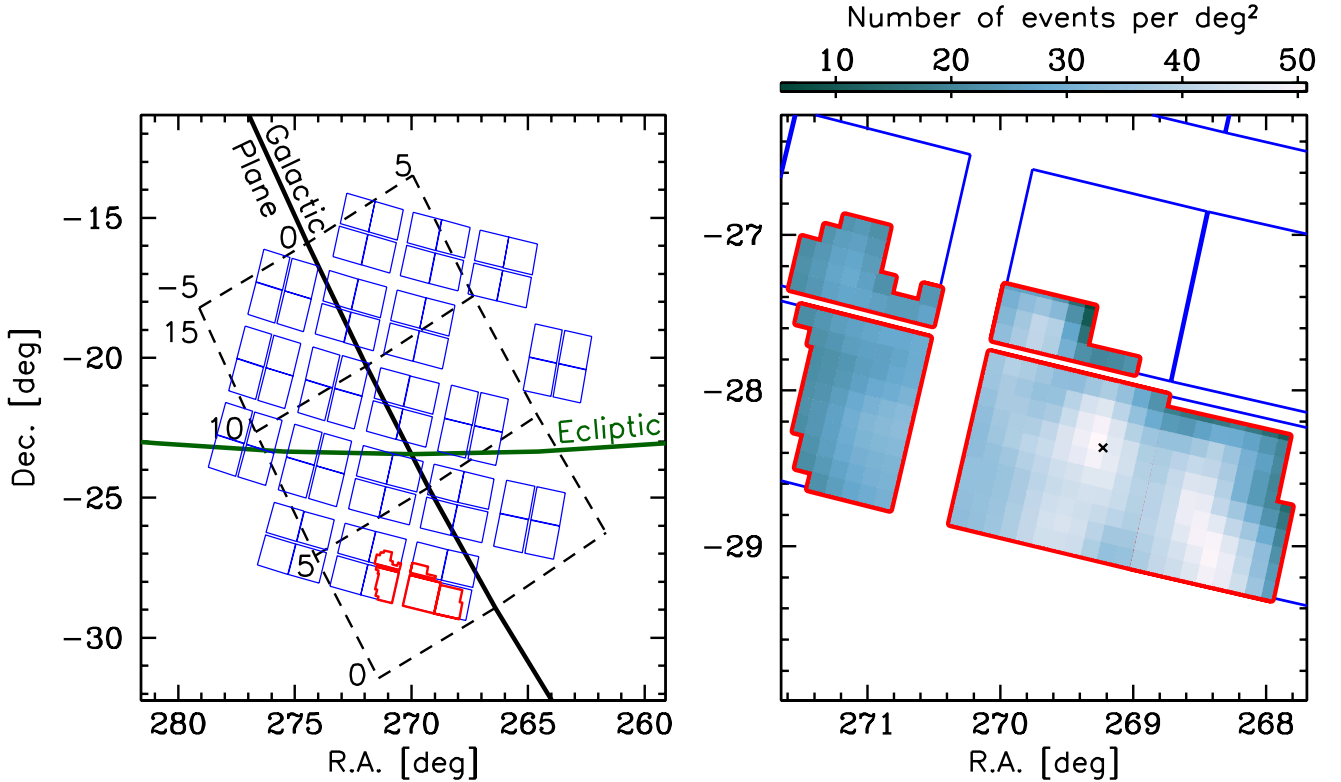 Number of events per deg²
10 20 30 40 50
Galactic
Plane
5
0
-5
15
10
5
0
Ecliptic
-15
-20
-25
-30
Dec. [deg]
280 275 270 265 260
R.A. [deg]
-27
-28
-29
271 270 269 268
R.A. [deg]